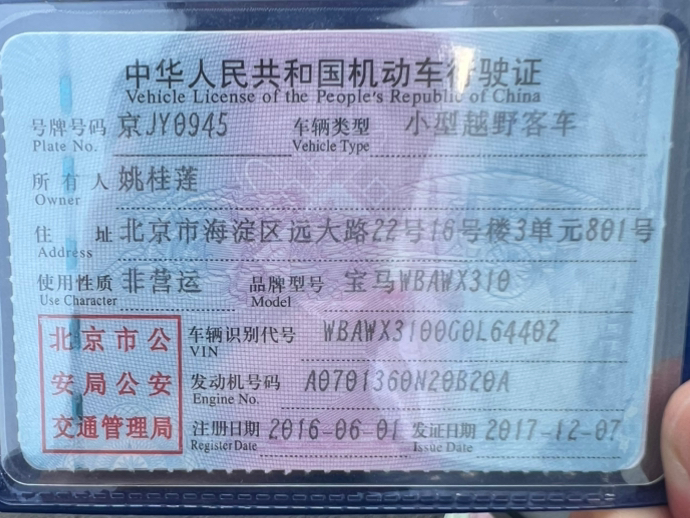 中华人民共和国机动车行驶证
Vehicle License of the People's Republic of China
号牌号码 京JY0945 车辆类型 小型越野客车
Plate No. Vehicle Type
所有人 姚桂莲
Owner
住址 北京市海淀区远大路22号16号楼3单元801号
Address
使用性质 非营运 品牌型号 宝马WBAWX310
Use Character Model
北京市公安局公安交通管理局
车辆识别代号 WBAWX3100G0L64402
VIN
发动机号码 A0701360N20B20A
Engine No.
注册日期 2016-06-01 发证日期 2017-12-07
Register Date Issue Date